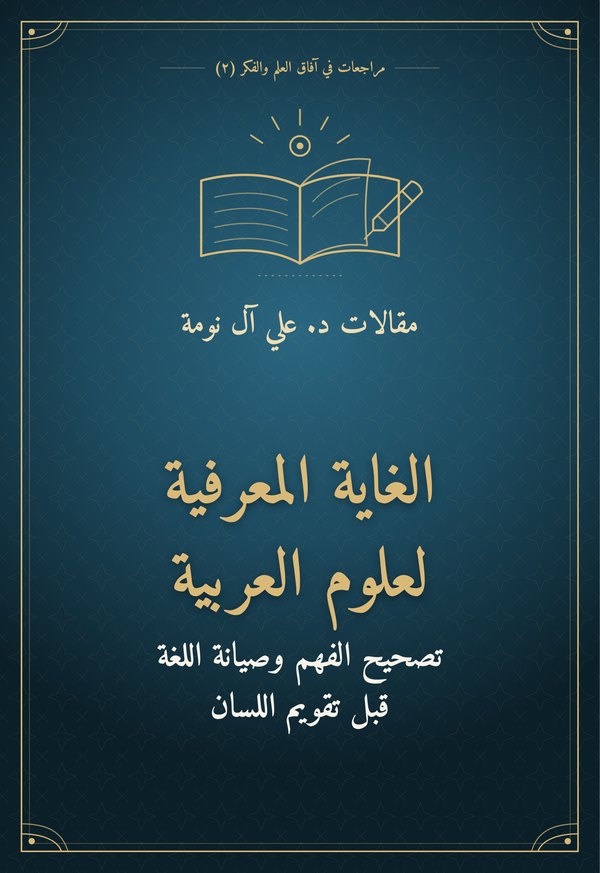 مراجعات في آفاق العلم والفكر (٢)
مقالات د. علي آل نومة
الغاية المعرفية
لعلوم العربية
تصحيح الفهم وصيانة اللغة
قبل تقويم اللسان